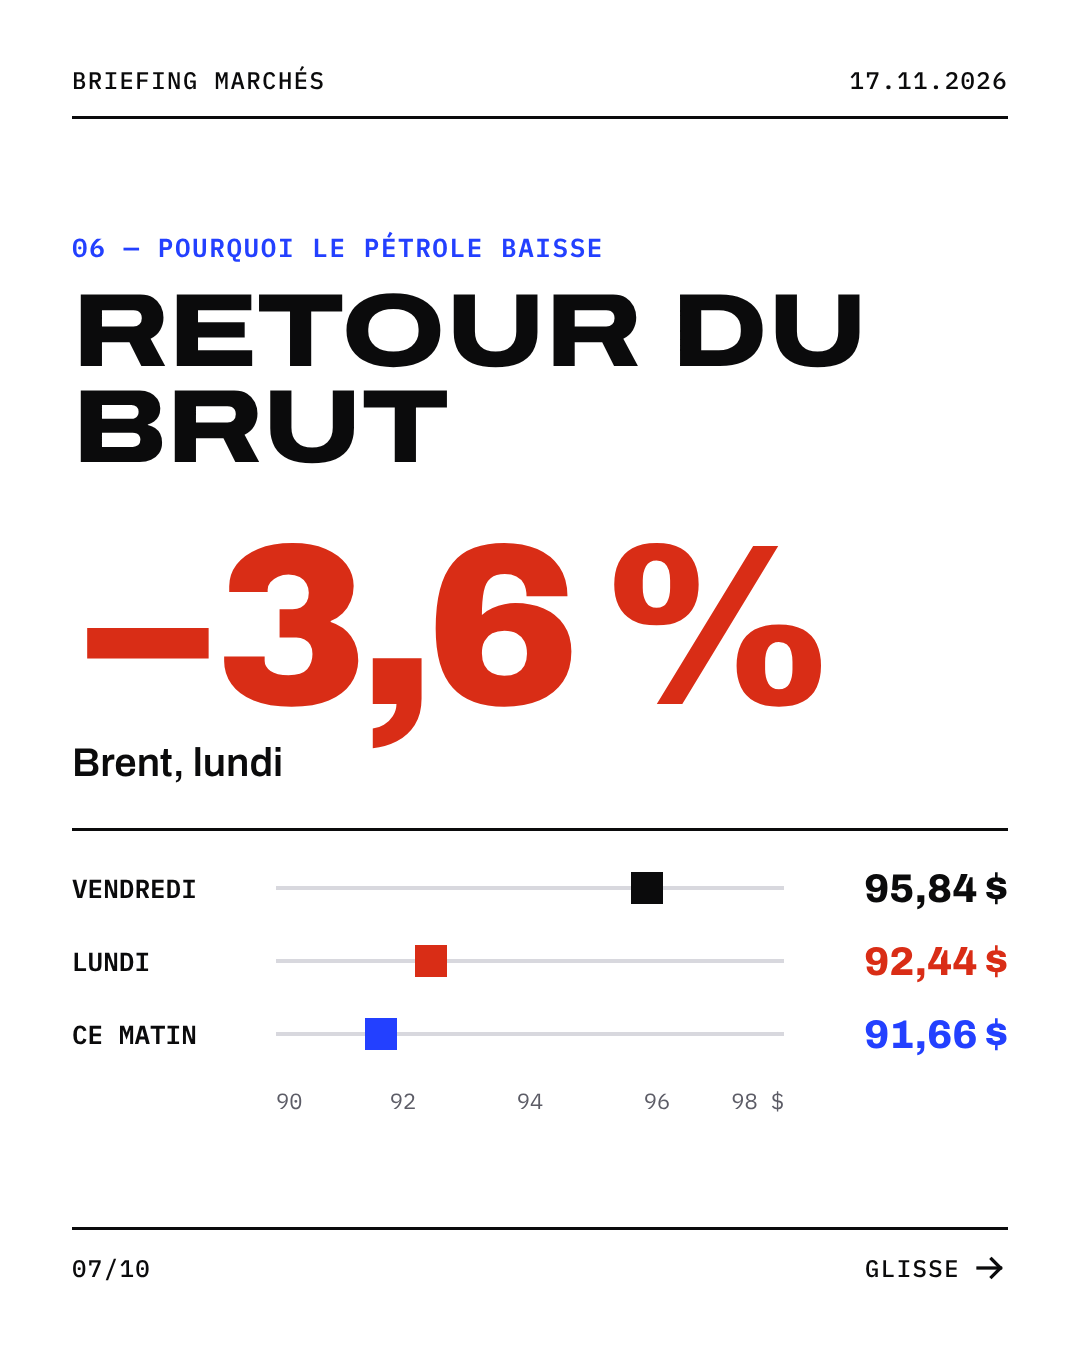 BRIEFING MARCHÉS
17.11.2026
06 — POURQUOI LE PÉTROLE BAISSE
RETOUR DU
BRUT
–3,6 %
Brent, lundi
VENDREDI
95,84 $
LUNDI
92,44 $
CE MATIN
91,66 $
90 92 94 96 98 $
07/10
GLISSE →